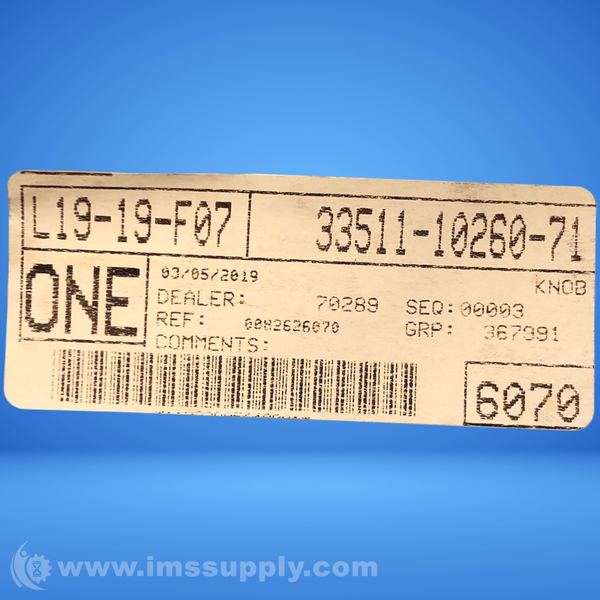 L19-19-F07 33511-10260-71
ONE 03/05/2019 KNOB
DEALER: 70289 SEQ:00003
REF: 0082626070 GRP: 367991
COMMENTS:
6070
www.imssupply.com